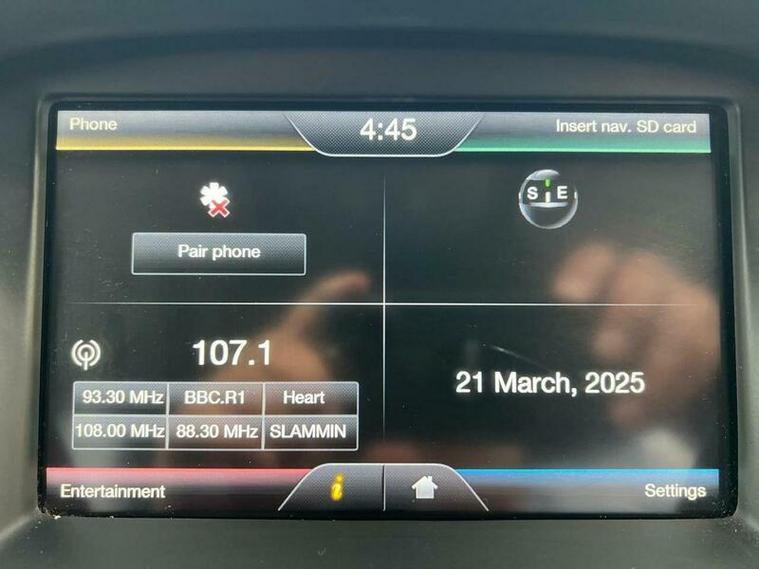 Phone
4:45
Insert nav. SD card
S E
Pair phone
107.1
93.30 MHz BBC.R1 Heart
108.00 MHz 88.30 MHz SLAMMIN
21 March, 2025
Entertainment
i
Settings